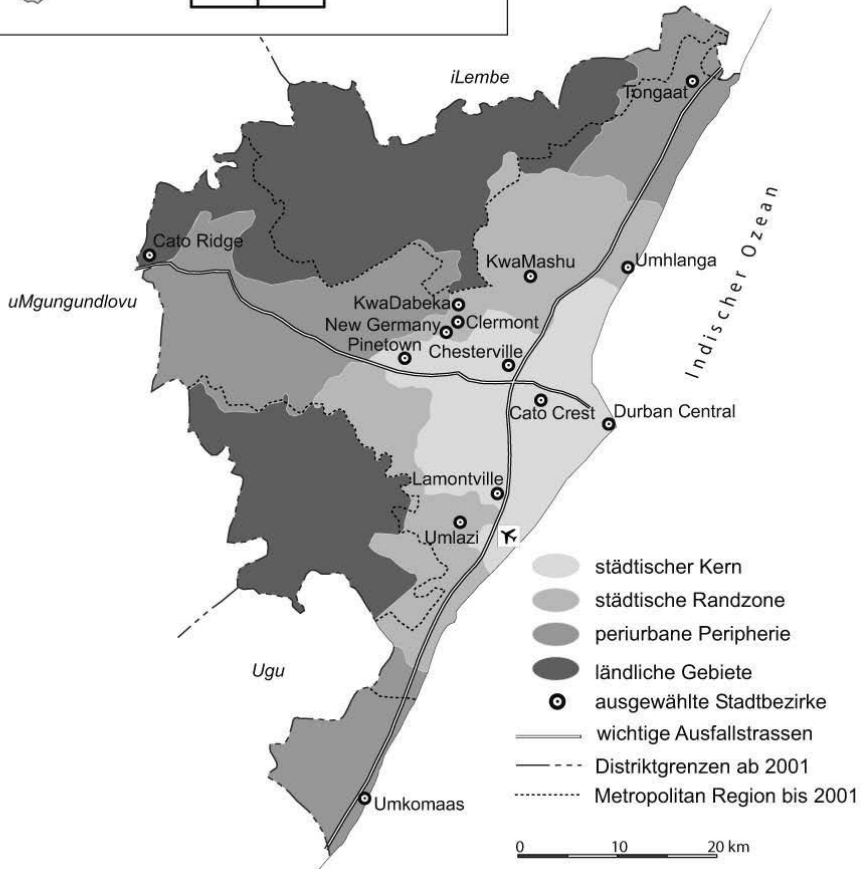 iLembe
Tongaat
Indischer Ozean
Cato Ridge
KwaMashu
Umhlanga
uMgungundlovu
KwaDabeka
Clermont
New Germany
Pinetown
Chesterville
Cato Crest
Durban Central
Lamontville
Umlazi
Ugu
Umkomaas
städtischer Kern
städtische Randzone
periurbane Peripherie
ländliche Gebiete
ausgewählte Stadtbezirke
wichtige Ausfallstrassen
Distriktgrenzen ab 2001
Metropolitan Region bis 2001
0 10 20 km